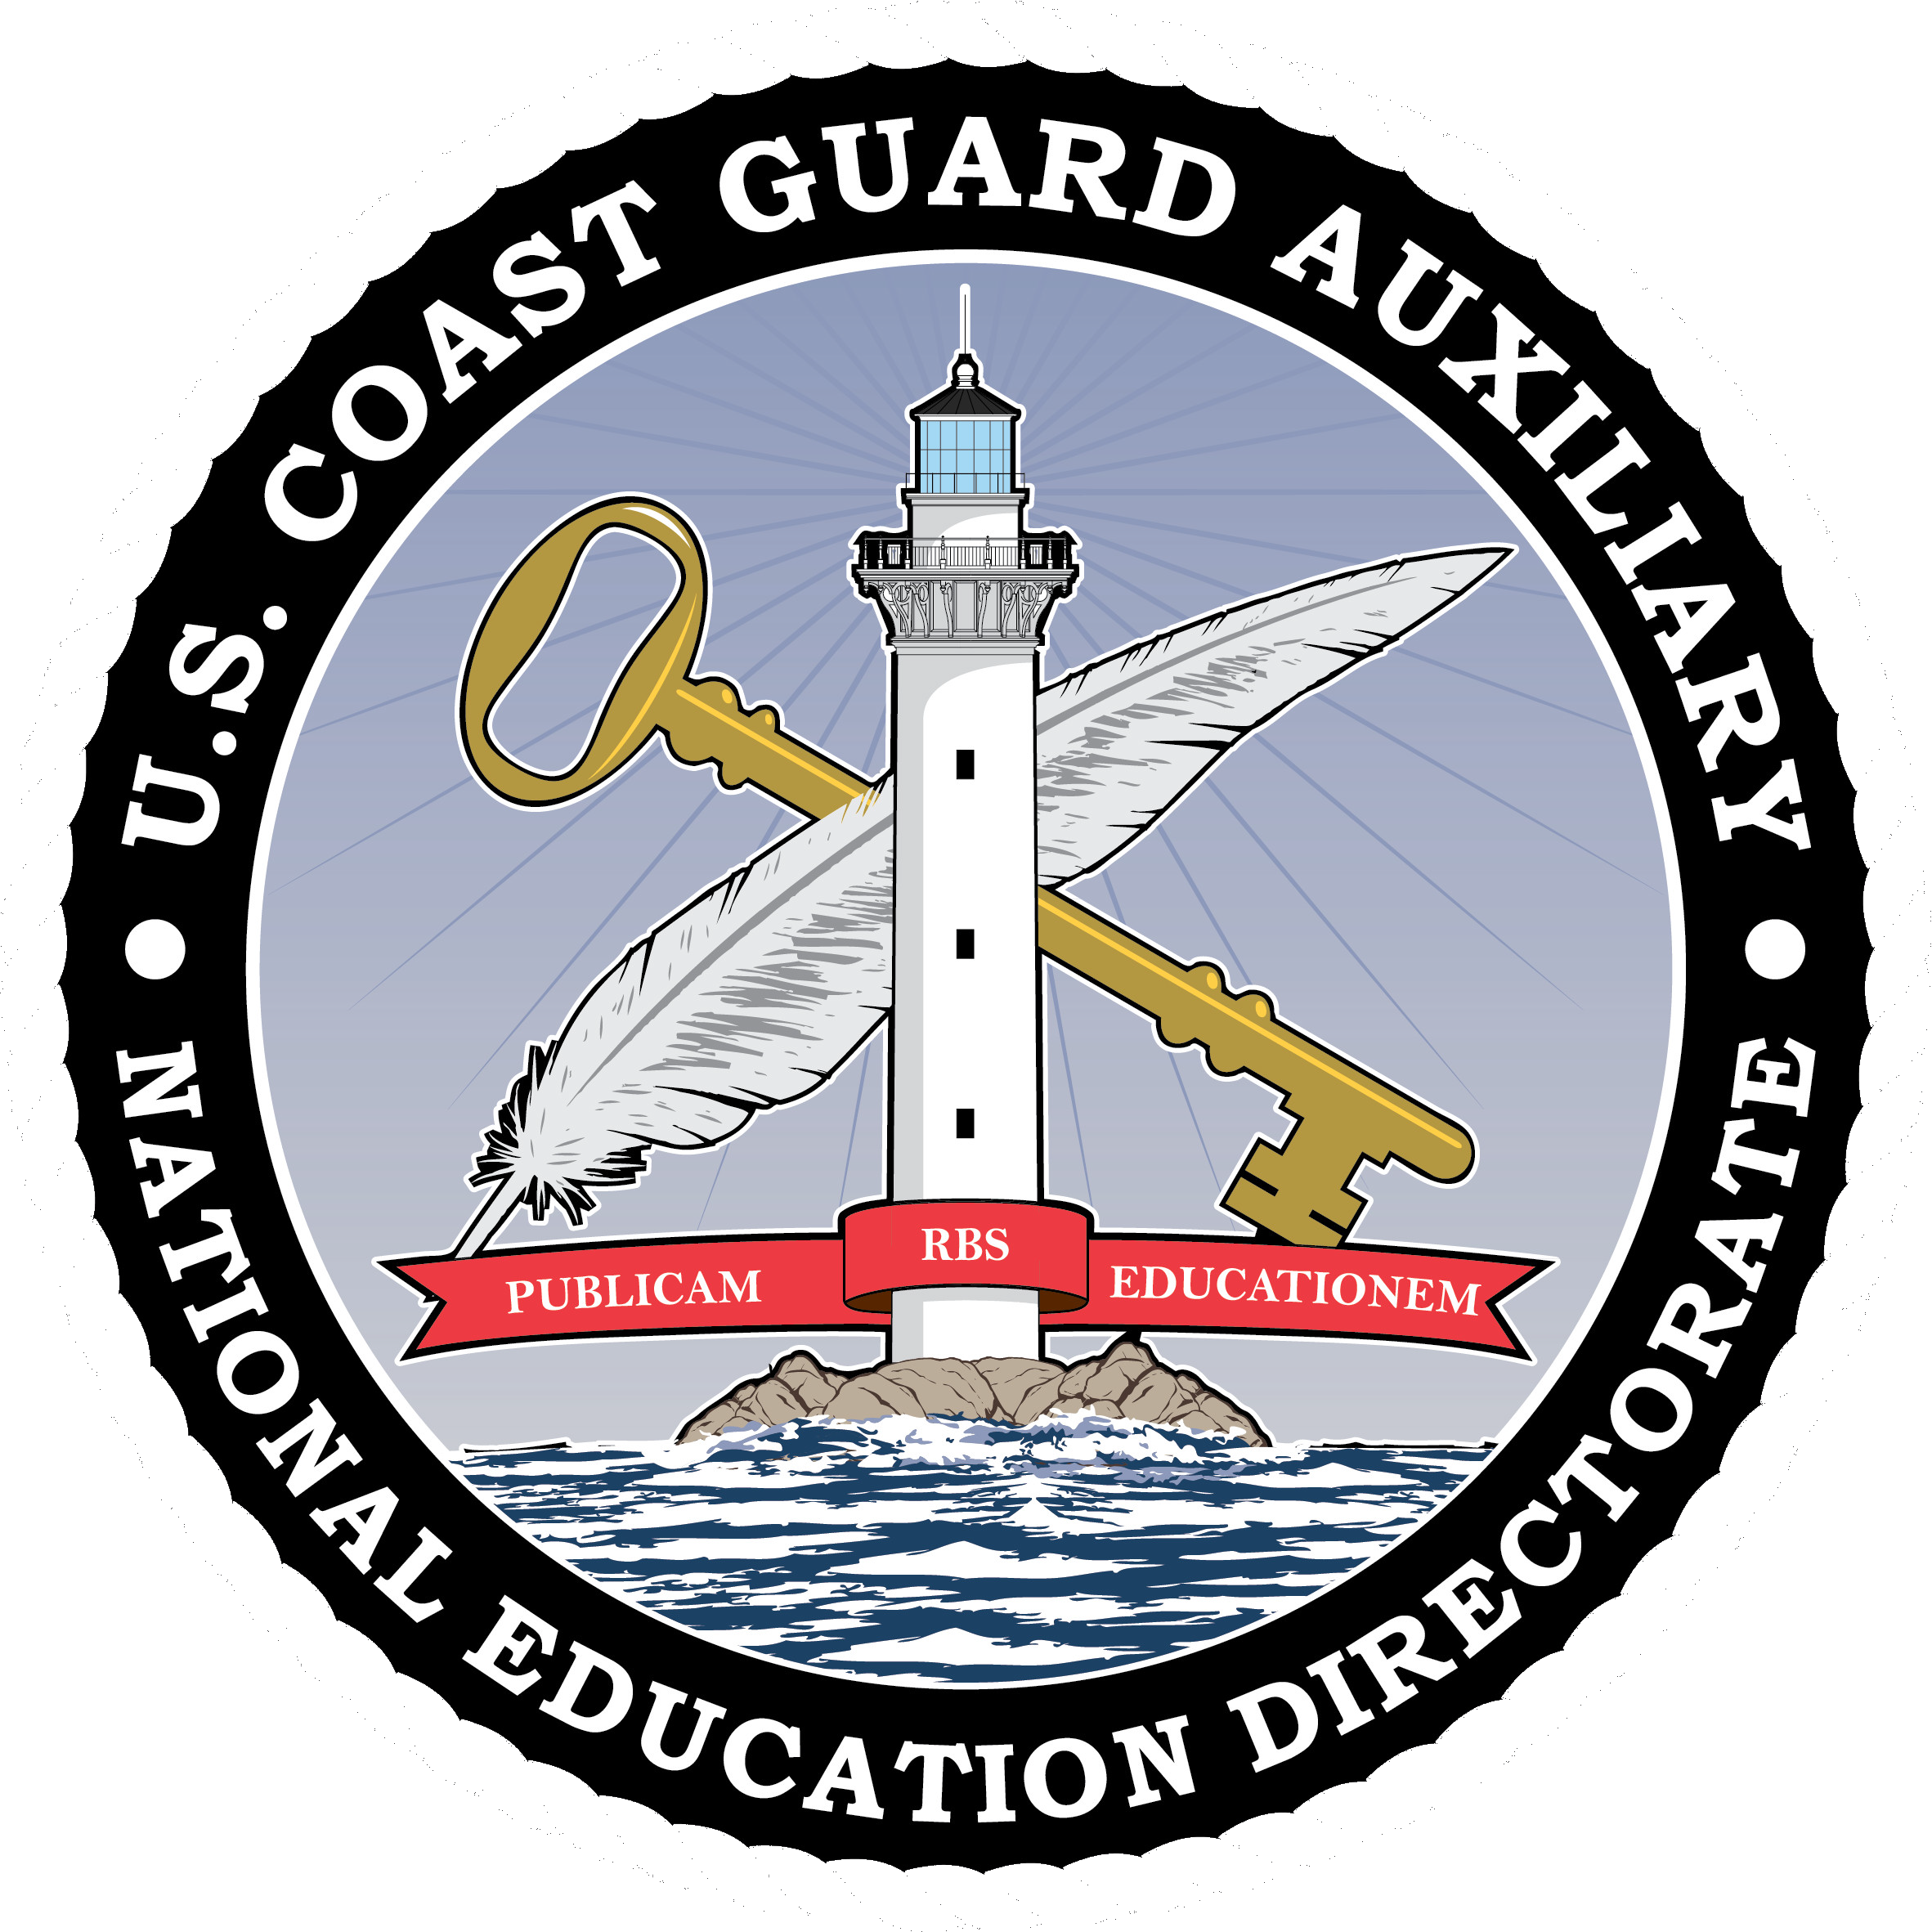 U.S. COAST GUARD AUXILIARY
RBS
PUBLICAM EDUCATIONEM
NATIONAL EDUCATION DIRECTORATE